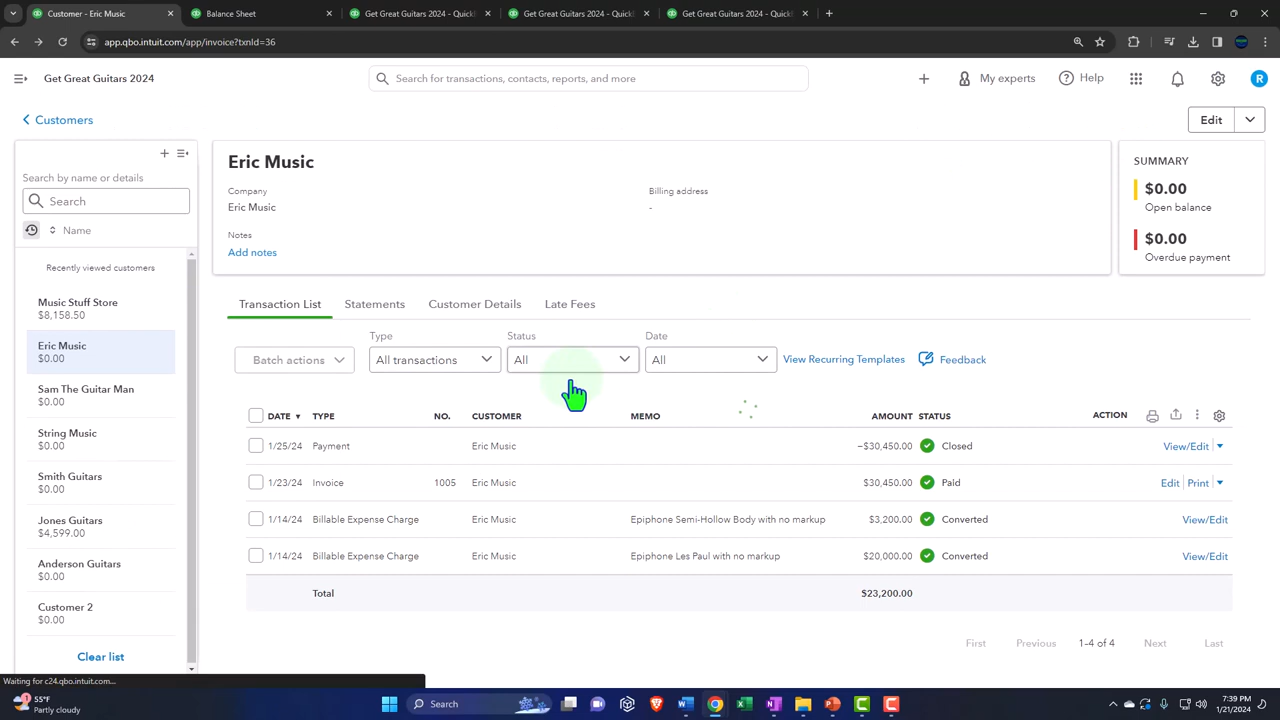 Get Great Guitars 2024 - Eric Music
Balance Sheet
Get Great Guitars 2024 - Quick
Get Great Guitars 2024 - Quick
Get Great Guitars 2024 - Quick
app.qbo.intuit.com/app/invoice?txnId=36
Get Great Guitars 2024
Search for transactions, contacts, reports, and more
My experts
Help
R
Customers
Edit
Search by name or details
Search
Name
Recently viewed customers
Music Stuff Store
$8,158.50
Eric Music
$0.00
Sam The Guitar Man
$0.00
String Music
$0.00
Smith Guitars
$0.00
Jones Guitars
$4,599.00
Anderson Guitars
$0.00
Customer 2
$0.00
Clear list
Eric Music
Company
Billing address
Eric Music
-
Notes
Add notes
SUMMARY
$0.00
Open balance
$0.00
Overdue payment
Transaction List Statements Customer Details Late Fees
Type Status Date
Batch actions All transactions All All View Recurring Templates Feedback
DATE TYPE NO. CUSTOMER MEMO AMOUNT STATUS ACTION
1/25/24 Payment Eric Music −$30,450.00 Closed View/Edit
1/23/24 Invoice 1005 Eric Music $30,450.00 Paid Edit Print
1/14/24 Billable Expense Charge Eric Music Epiphone Semi-Hollow Body with no markup $3,200.00 Converted View/Edit
1/14/24 Billable Expense Charge Eric Music Epiphone Les Paul with no markup $20,000.00 Converted View/Edit
Total $23,200.00
First Previous 1-4 of 4 Next Last
Waiting for c24.qbo.intuit.com...
55°F
Partly cloudy
Search
7:39 PM
1/21/2024